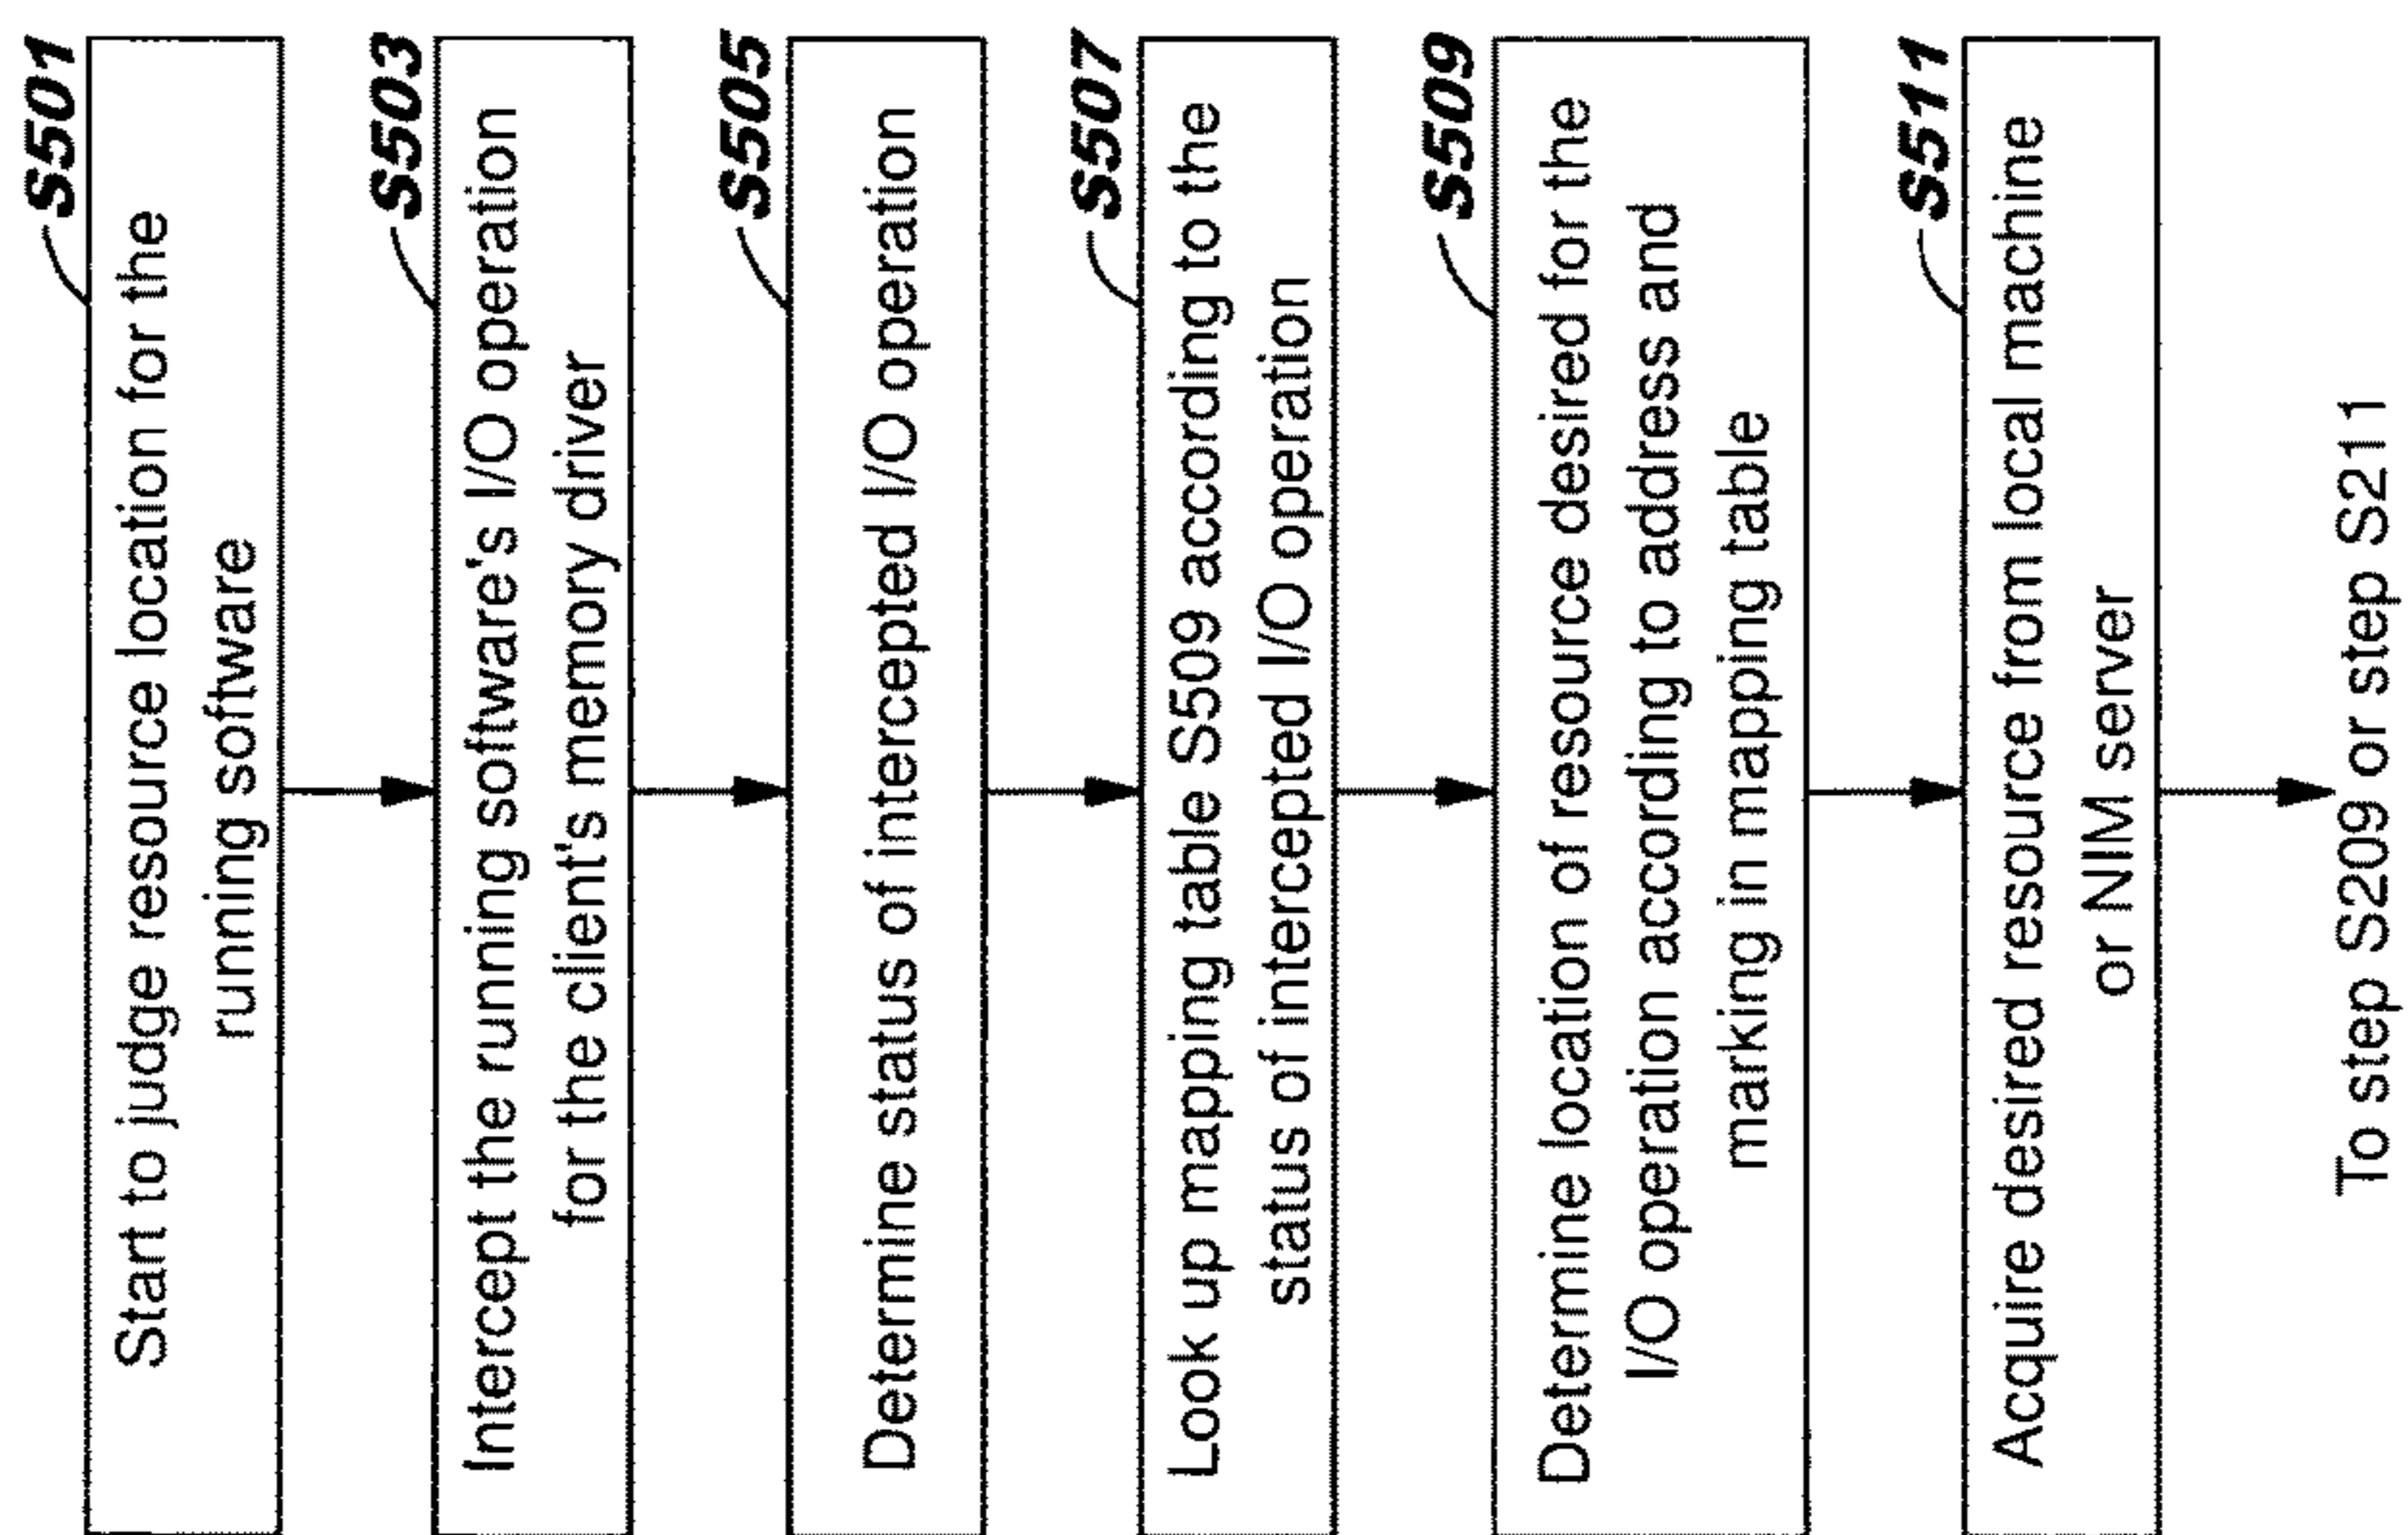 S501
Start to judge resource location for the
running software
S503
Intercept the running software's I/O operation
for the client's memory driver
S505
Determine status of intercepted I/O operation
S507
Look up mapping table S509 according to the
status of intercepted I/O operation
S509
Determine location of resource desired for the
I/O operation according to address and
marking in mapping table
S511
Acquire desired resource from local machine
or NIM server
To step S209 or step S211